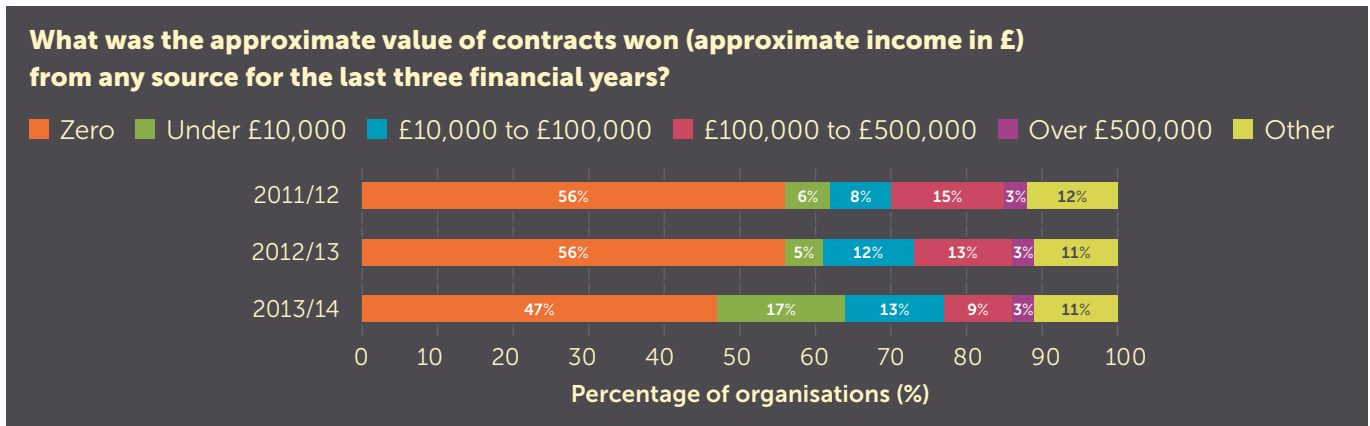 What was the approximate value of contracts won (approximate income in £)
from any source for the last three financial years?
Zero Under £10,000 £10,000 to £100,000 £100,000 to £500,000 Over £500,000 Other
2011/12 56% 6% 8% 15% 3% 12%
2012/13 56% 5% 12% 13% 3% 11%
2013/14 47% 17% 13% 9% 3% 11%
0 10 20 30 40 50 60 70 80 90 100
Percentage of organisations (%)